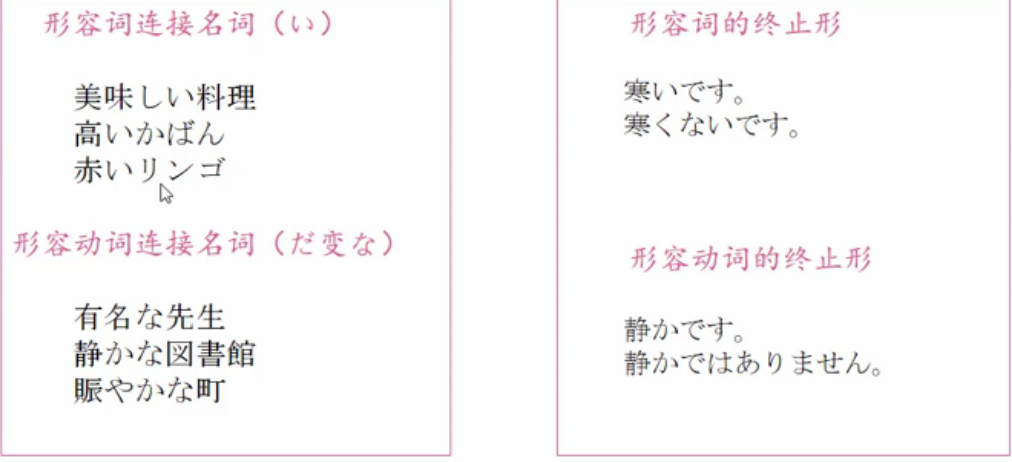 形容词连接名词（い）
美味しい料理
高いかばん
赤いリンゴ
形容动词连接名词（だ変な）
有名な先生
静かな図書館
賑やかな町
形容词的终止形
寒いです。
寒くないです。
形容动词的终止形
静かです。
静かではありません。